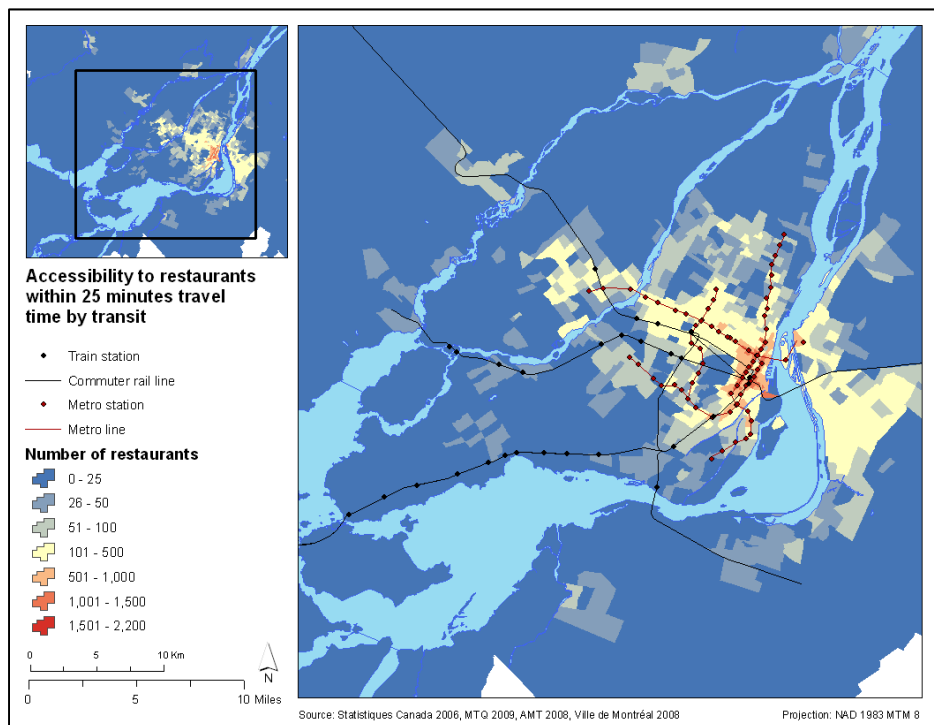 Accessibility to restaurants
within 25 minutes travel
time by transit
Train station
Commuter rail line
Metro station
Metro line
Number of restaurants
0 - 25
26 - 50
51 - 100
101 - 500
501 - 1,000
1,001 - 1,500
1,501 - 2,200
0 5 10 Km
N
0 5 10 Miles
Source: Statistiques Canada 2006, MTQ 2009, AMT 2008, Ville de Montréal 2008 Projection: NAD 1983 MTM 8